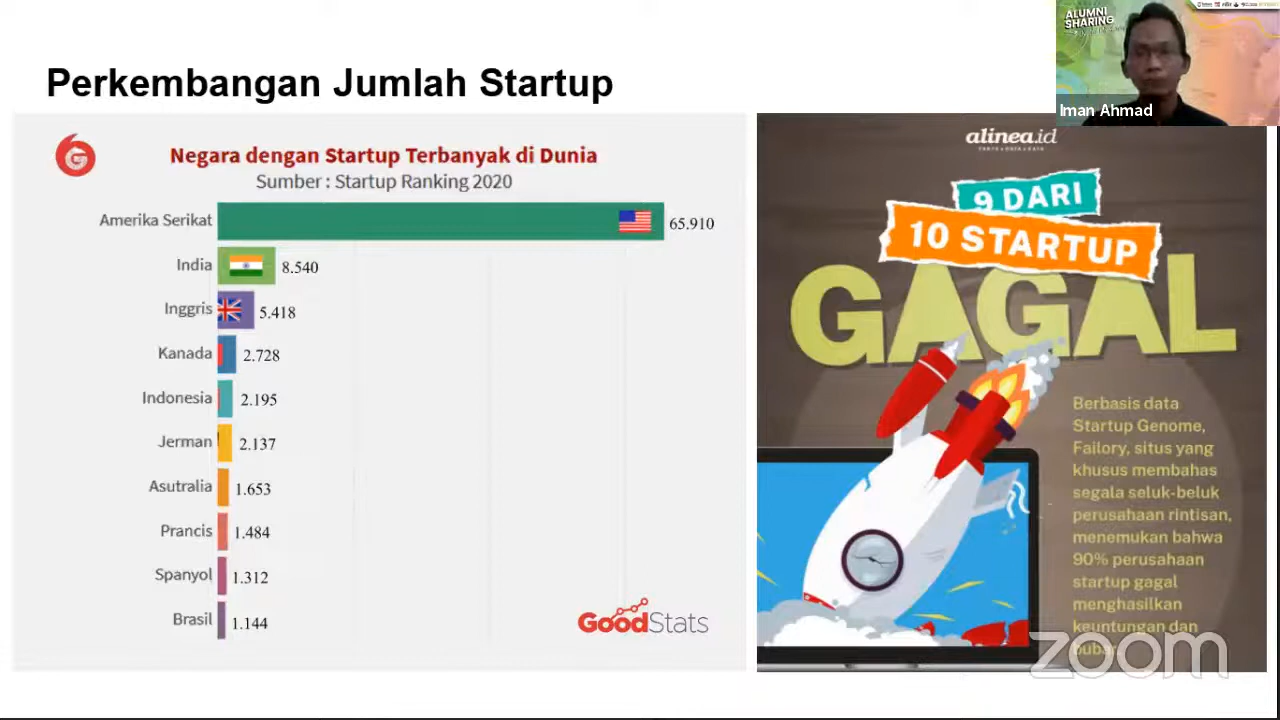 Perkembangan Jumlah Startup
ALUMNI
SHARING
Iman Ahmad
Negara dengan Startup Terbanyak di Dunia
Sumber : Startup Ranking 2020
Amerika Serikat 65.910
India 8.540
Inggris 5.418
Kanada 2.728
Indonesia 2.195
Jerman 2.137
Asutralia 1.653
Prancis 1.484
Spanyol 1.312
Brasil 1.144
GoodStats
alinea.id
FAKTA • DATA • KATA
9 DARI
10 STARTUP
GAGAL
Berbasis data
Startup Genome,
Failory, situs yang
khusus membahas
segala seluk-beluk
perusahaan rintisan,
menemukan bahwa
90% perusahaan
startup gagal
menghasilkan
keuntungan dan
bubar.
zoom